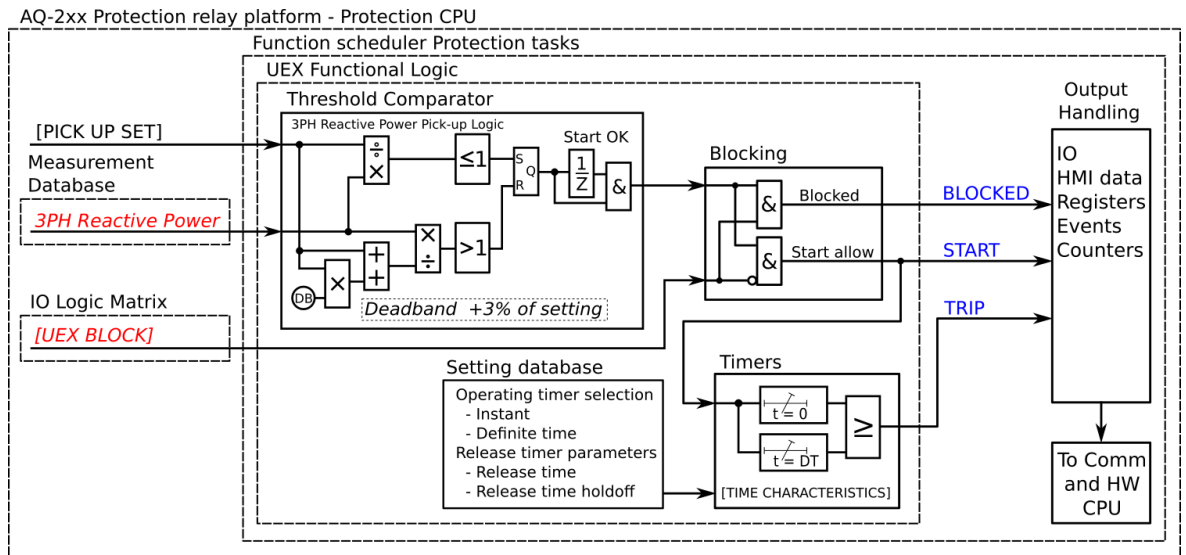 AQ-2xx Protection relay platform - Protection CPU
Function scheduler Protection tasks
UEX Functional Logic
Threshold Comparator
3PH Reactive Power Pick-up Logic
[PICK UP SET]
Measurement
Database
3PH Reactive Power
IO Logic Matrix
[UEX BLOCK]
÷
×
≤1
S
Q
R
Start OK
1
Z
&
×
÷
>1
+
+
×
DB
Deadband +3% of setting
Blocking
&
Blocked
&
Start allow
BLOCKED
START
TRIP
Setting database
Operating timer selection
- Instant
- Definite time
Release timer parameters
- Release time
- Release time holdoff
Timers
t = 0
t = DT
≥
[TIME CHARACTERISTICS]
Output
Handling
IO
HMI data
Registers
Events
Counters
To Comm
and HW
CPU